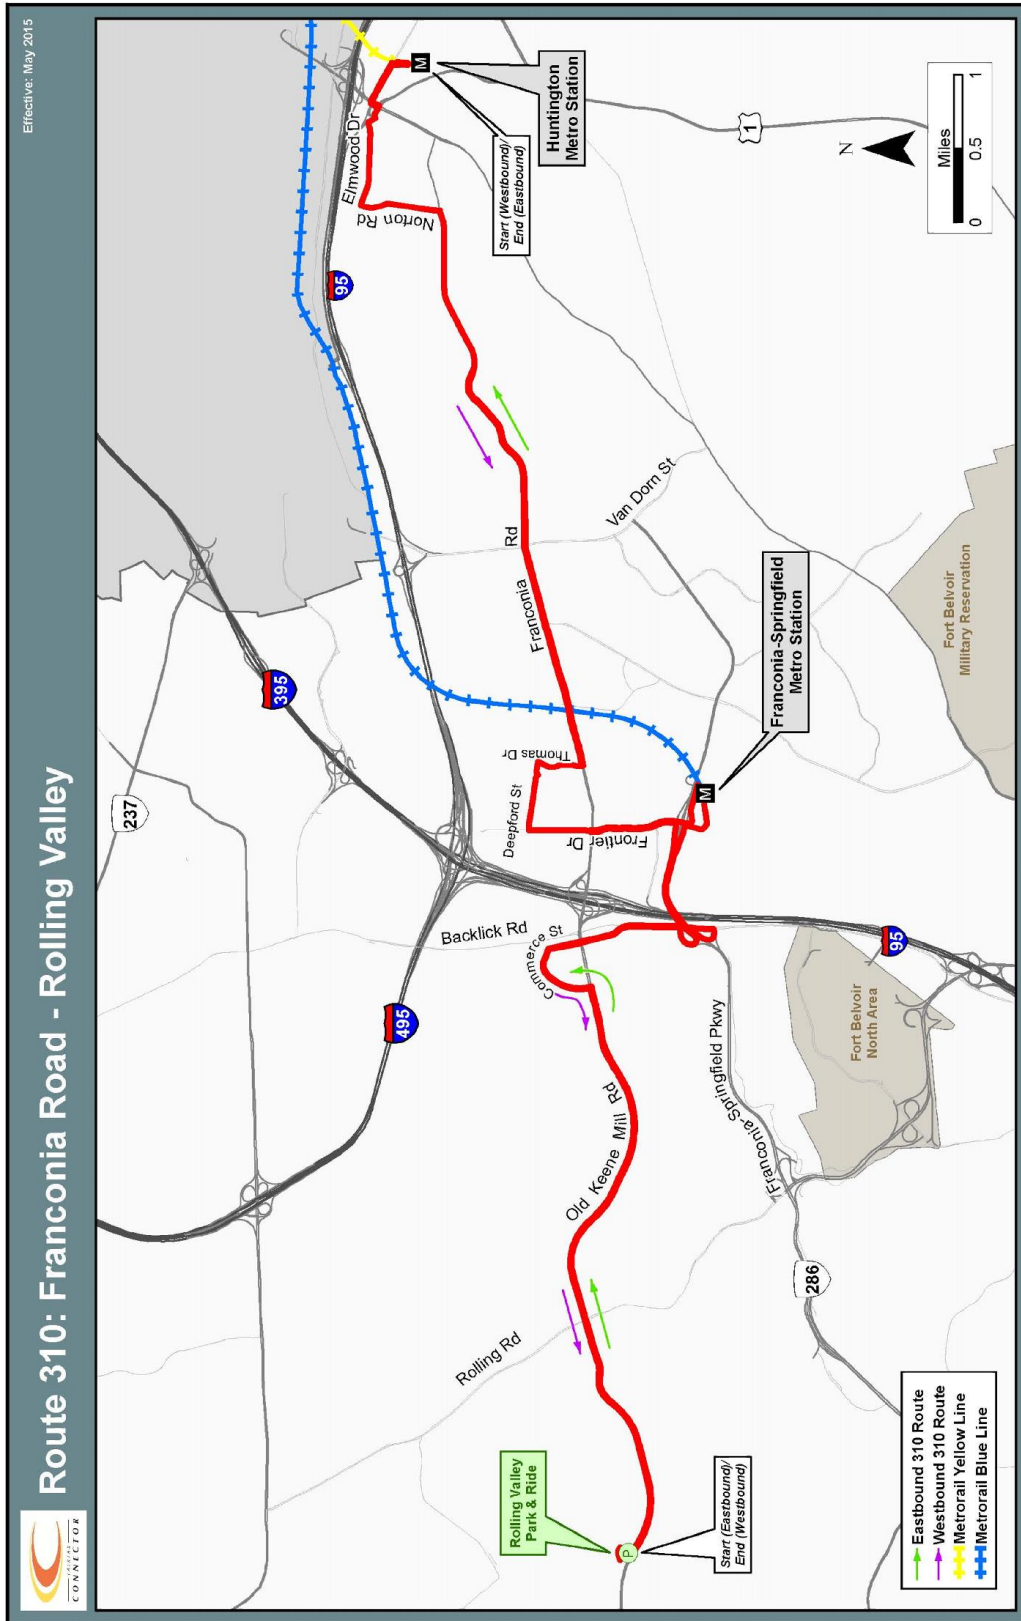 Route 310: Franconia Road - Rolling Valley
Effective: May 2015
CONNECTOR
237
395
495
95
95
1
286
Elmwood Dr
Norton Rd
Huntington
Metro Station
Start (Westbound)/
End (Eastbound)
M
N
Miles
0
0.5
1
Van Dorn St
Franconia
Rd
Thomas Dr
Deepford St
Frontier Dr
M
Franconia-Springfield
Metro Station
Fort Belvoir
Military Reservation
Backlick Rd
Commerce St
Franconia-Springfield Pkwy
Fort Belvoir
North Area
Old Keene Mill Rd
Rolling Rd
Rolling Valley
Park & Ride
P
Start (Eastbound)/
End (Westbound)
Eastbound 310 Route
Westbound 310 Route
Metrorail Yellow Line
Metrorail Blue Line